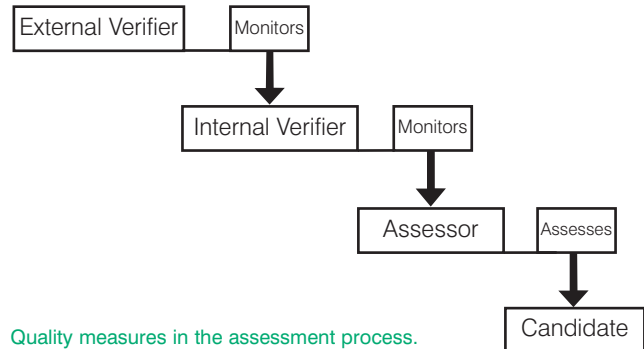 External Verifier Monitors
Internal Verifier Monitors
Assessor Assesses
Candidate
Quality measures in the assessment process.